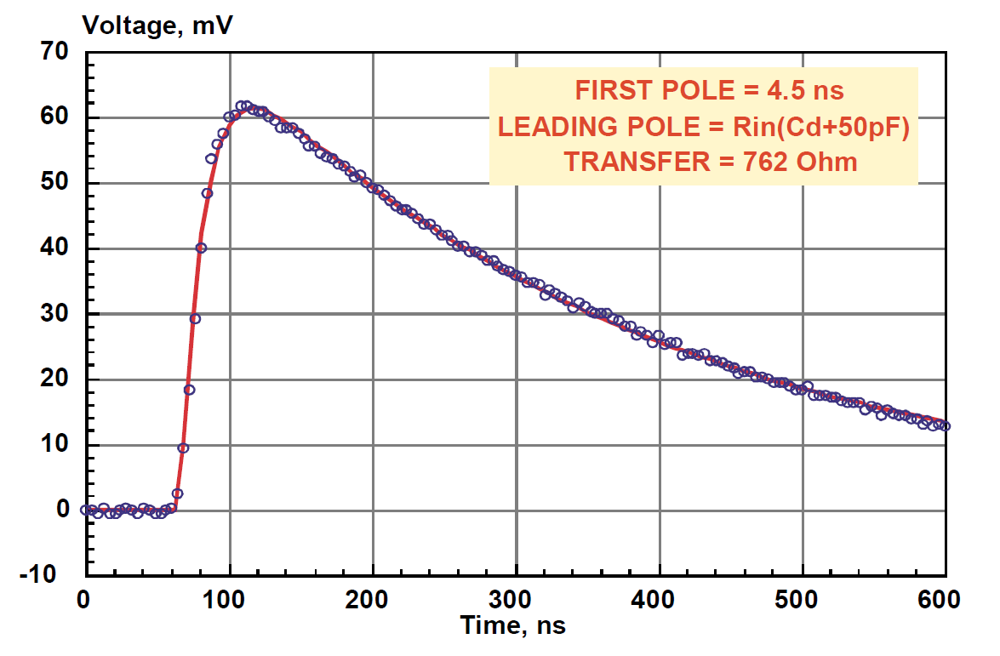 Voltage, mV
70
60
50
40
30
20
10
0
-10
FIRST POLE = 4.5 ns
LEADING POLE = Rin(Cd+50pF)
TRANSFER = 762 Ohm
0 100 200 300 400 500 600
Time, ns